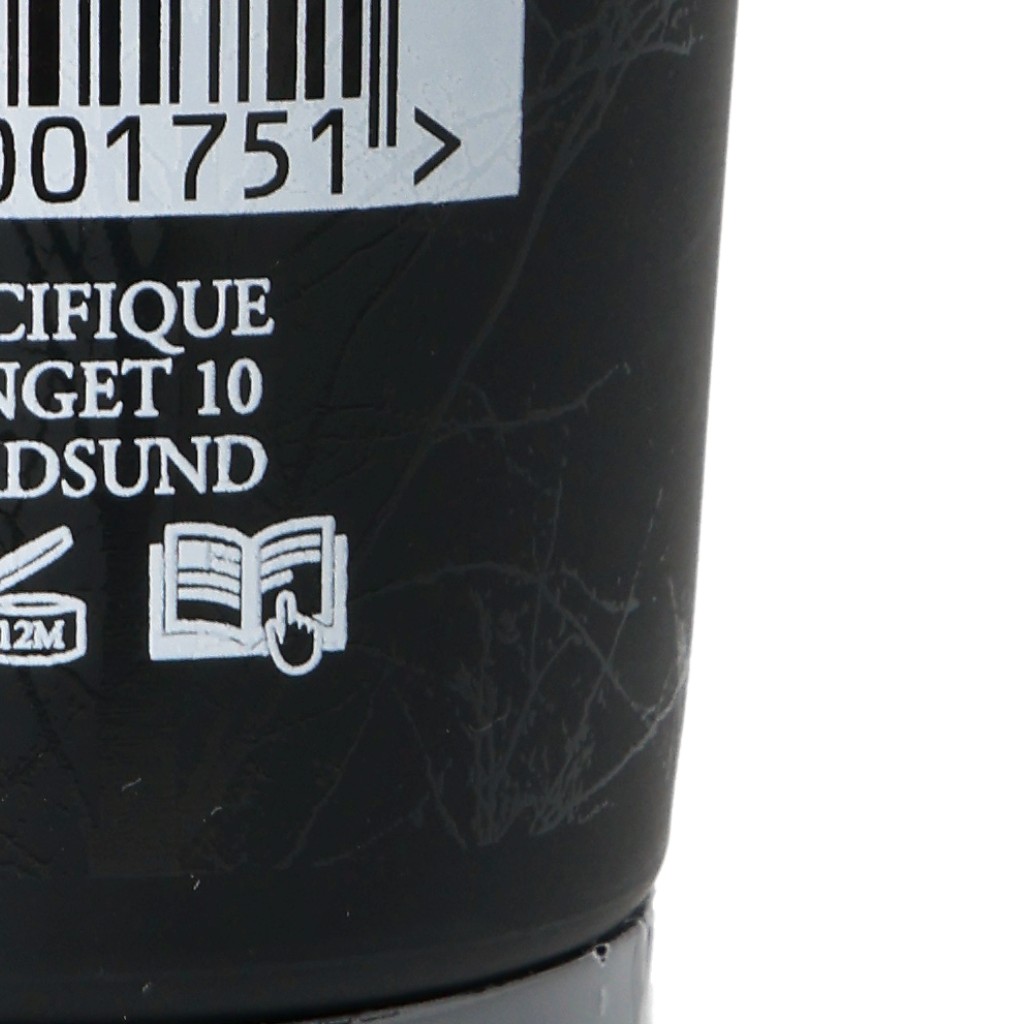 001751 >
CIFIQUE
NGET 10
DSUND
12M